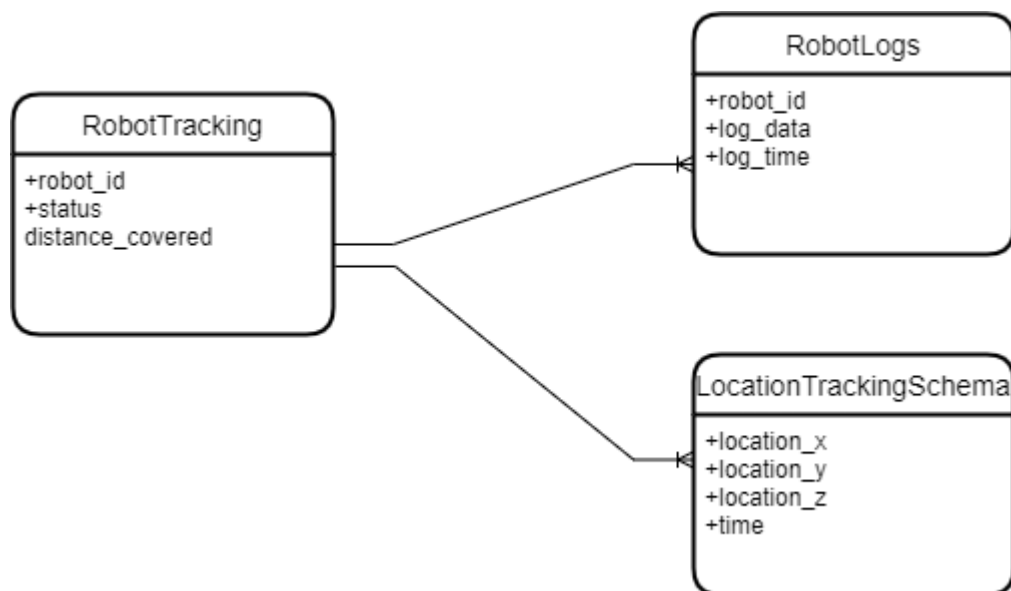 RobotTracking
+robot_id
+status
distance_covered
RobotLogs
+robot_id
+log_data
+log_time
LocationTrackingSchema
+location_x
+location_y
+location_z
+time